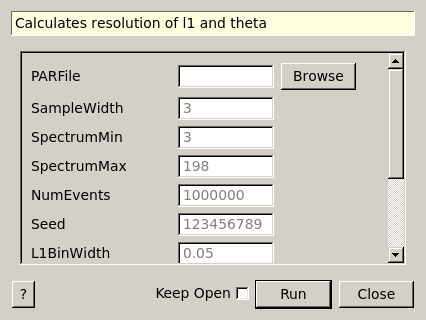 Calculates resolution of l1 and theta
PARFile Browse
SampleWidth 3
SpectrumMin 3
SpectrumMax 198
NumEvents 1000000
Seed 123456789
L1BinWidth 0.05
? Keep Open Run Close